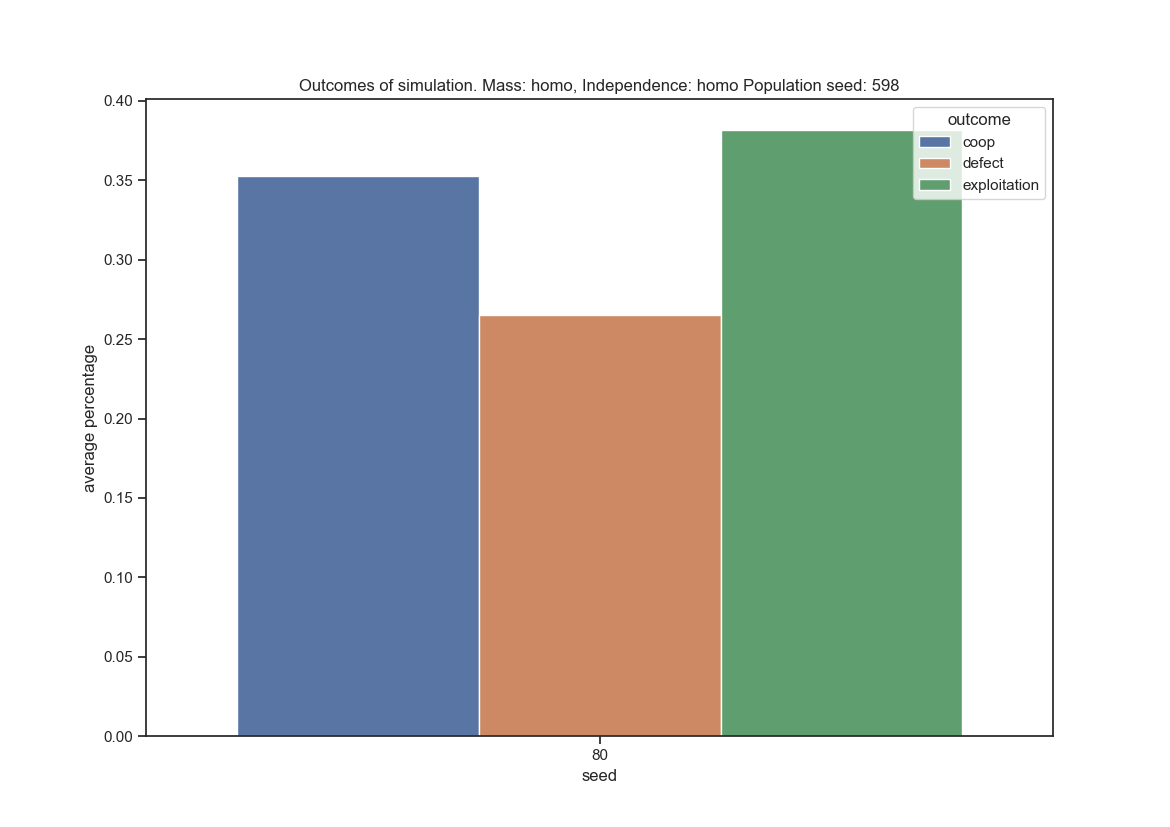 Outcomes of simulation. Mass: homo, Independence: homo Population seed: 598
0.40
0.35
0.30
0.25
0.20
0.15
0.10
0.05
0.00
average percentage
outcome
coop
defect
exploitation
80
seed